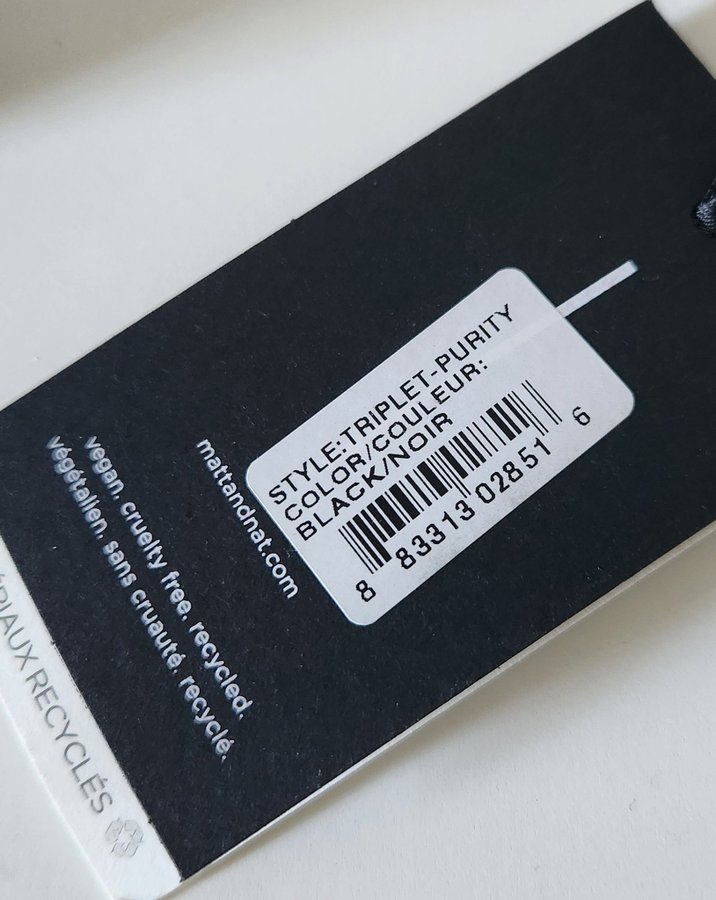 STYLE:TRIPLET-PURITY
COLOR/COULEUR:
BLACK/NOIR
8 83313 02851 6
mattandnat.com
vegan. cruelty free. recycled.
végétalien. sans cruauté. recyclé.
RECYCLÉS